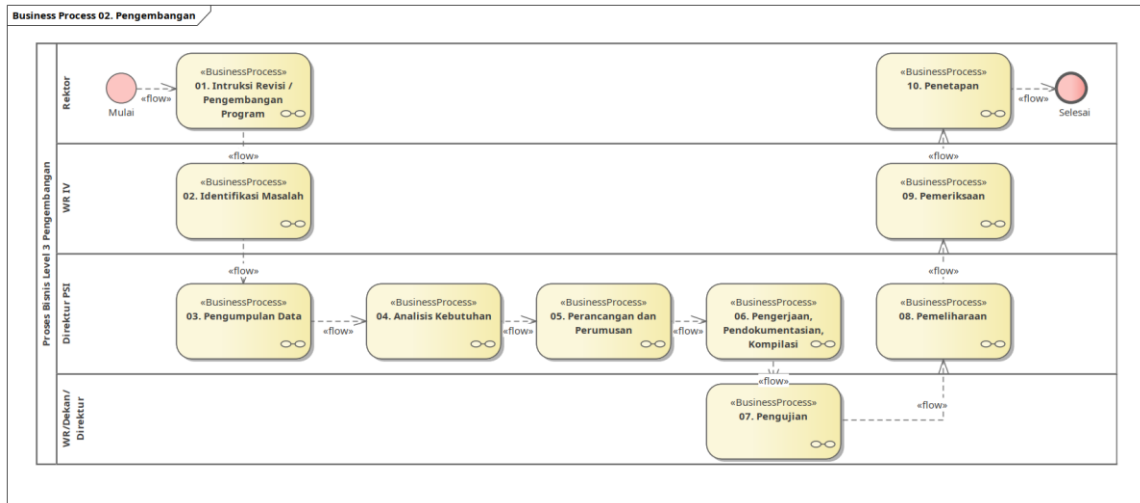 Business Process 02. Pengembangan
Proses Bisnis Level 3 Pengembangan
Rektor
Mulai
«flow»
«BusinessProcess»
01. Intruksi Revisi /
Pengembangan
Program
«BusinessProcess»
10. Penetapan
«flow»
Selesai
«flow»
«flow»
WR IV
«BusinessProcess»
02. Identifikasi Masalah
«BusinessProcess»
09. Pemeriksaan
«flow»
«flow»
Direktur PSI
«BusinessProcess»
03. Pengumpulan Data
«flow»
«BusinessProcess»
04. Analisis Kebutuhan
«flow»
«BusinessProcess»
05. Perancangan dan
Perumusan
«flow»
«BusinessProcess»
06. Pengerjaan,
Pendokumentasian,
Kompilasi
«BusinessProcess»
08. Pemeliharaan
«flow»
WR/Dekan/
Direktur
«BusinessProcess»
07. Pengujian
«flow»